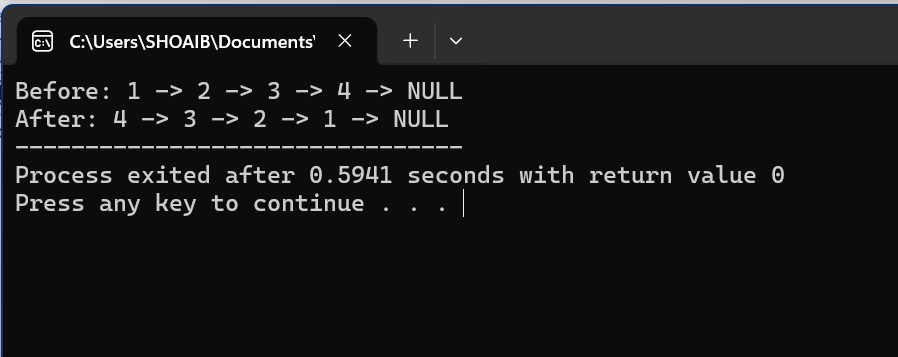 C:\Users\SHOAIB\Documents'
Before: 1 -> 2 -> 3 -> 4 -> NULL
After: 4 -> 3 -> 2 -> 1 -> NULL
--------------------------------
Process exited after 0.5941 seconds with return value 0
Press any key to continue . . .